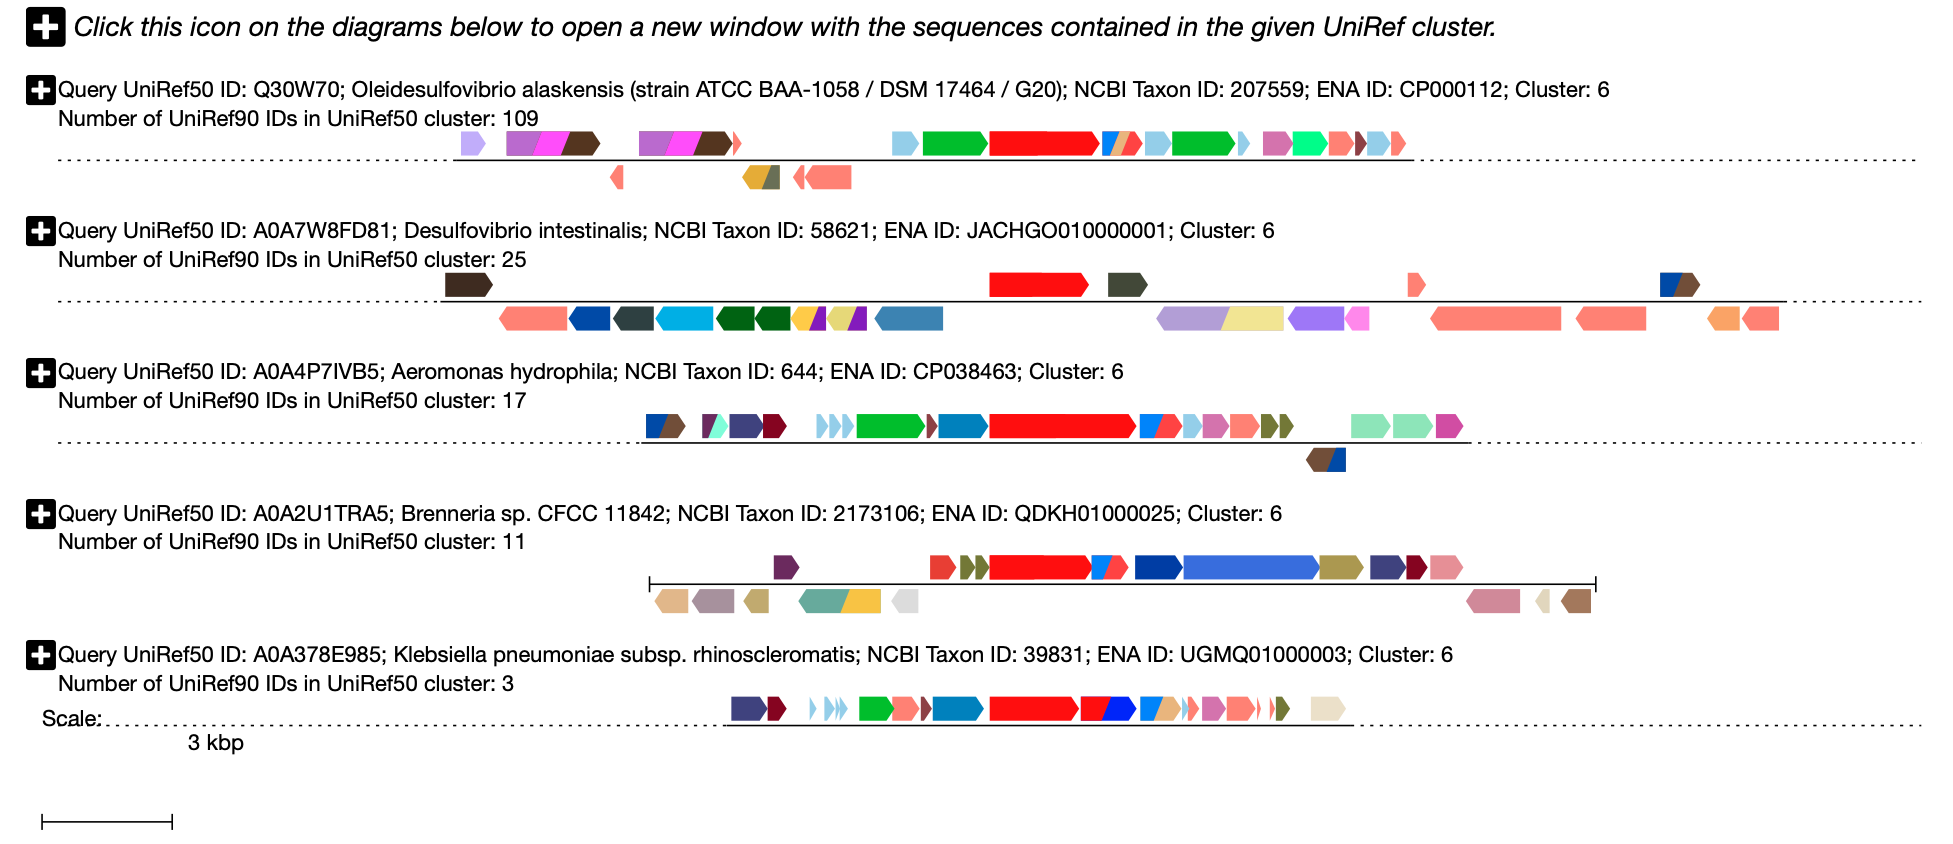 Click this icon on the diagrams below to open a new window with the sequences contained in the given UniRef cluster.
Query UniRef50 ID: Q30W70; Oleidesulfovibrio alaskensis (strain ATCC BAA-1058 / DSM 17464 / G20); NCBI Taxon ID: 207559; ENA ID: CP000112; Cluster: 6
Number of UniRef90 IDs in UniRef50 cluster: 109
Query UniRef50 ID: A0A7W8FD81; Desulfovibrio intestinalis; NCBI Taxon ID: 58621; ENA ID: JACHGO010000001; Cluster: 6
Number of UniRef90 IDs in UniRef50 cluster: 25
Query UniRef50 ID: A0A4P7IVB5; Aeromonas hydrophila; NCBI Taxon ID: 644; ENA ID: CP038463; Cluster: 6
Number of UniRef90 IDs in UniRef50 cluster: 17
Query UniRef50 ID: A0A2U1TRA5; Brenneria sp. CFCC 11842; NCBI Taxon ID: 2173106; ENA ID: QDKH01000025; Cluster: 6
Number of UniRef90 IDs in UniRef50 cluster: 11
Query UniRef50 ID: A0A378E985; Klebsiella pneumoniae subsp. rhinoscleromatis; NCBI Taxon ID: 39831; ENA ID: UGMQ01000003; Cluster: 6
Number of UniRef90 IDs in UniRef50 cluster: 3
Scale:
3 kbp